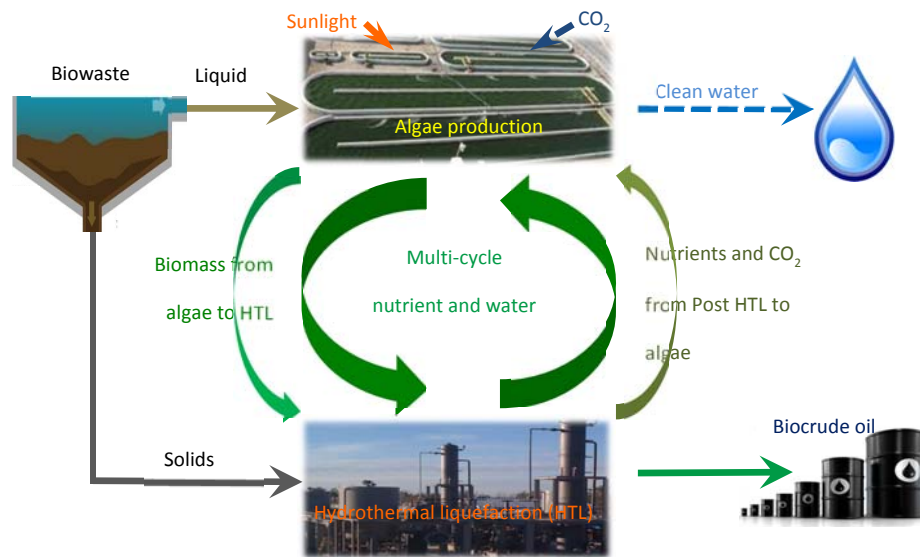 Sunlight
CO₂
Biowaste
Liquid
Clean water
Algae production
Biomass from
algae to HTL
Multi-cycle
nutrient and water
Nutrients and CO₂
from Post HTL to
algae
Biocrude oil
Solids
Hydrothermal liquefaction (HTL)